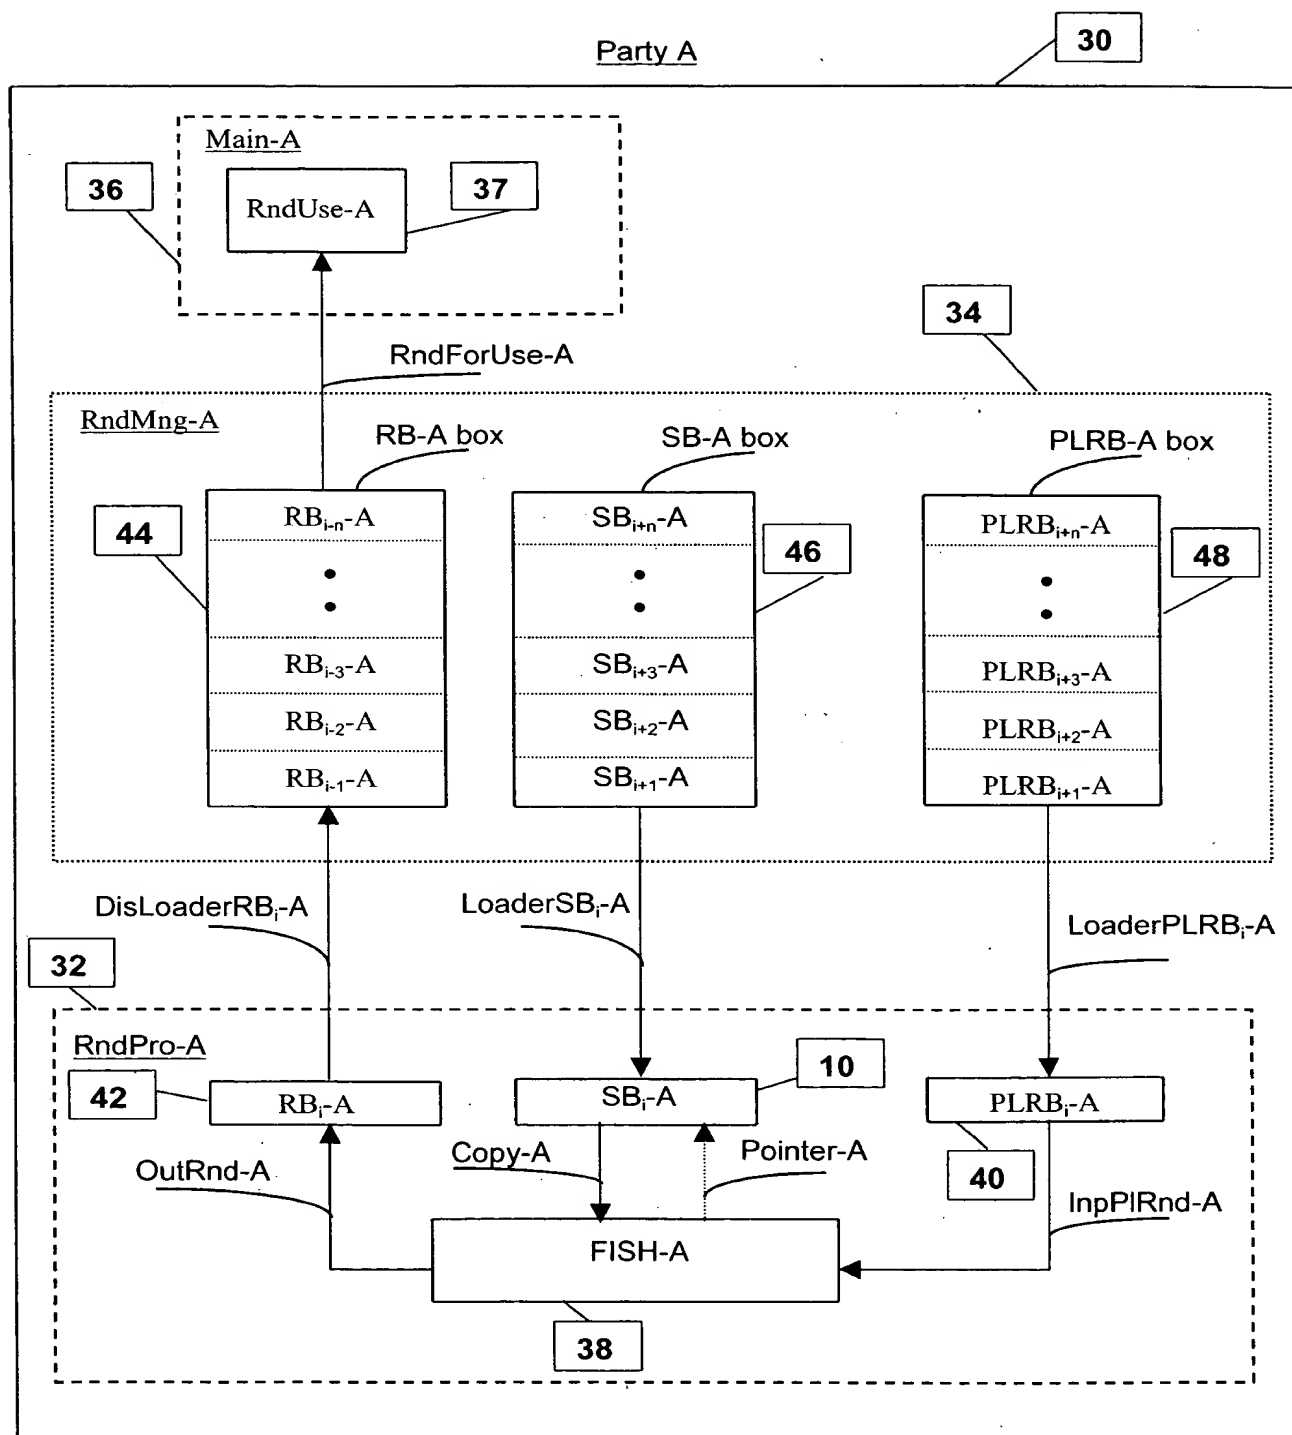 Party A
30
Main-A
36
RndUse-A
37
34
RndForUse-A
RndMng-A
RB-A box
SB-A box
PLRB-A box
44
RBi-n-A
RBi-3-A
RBi-2-A
RBi-1-A
SBi+n-A
SBi+3-A
SBi+2-A
SBi+1-A
46
PLRBi+n-A
PLRBi+3-A
PLRBi+2-A
PLRBi+1-A
48
DisLoaderRBi-A
LoaderSBi-A
LoaderPLRBi-A
32
RndPro-A
42
RBi-A
SBi-A
10
PLRBi-A
40
OutRnd-A
Copy-A
Pointer-A
InpPlRnd-A
FISH-A
38